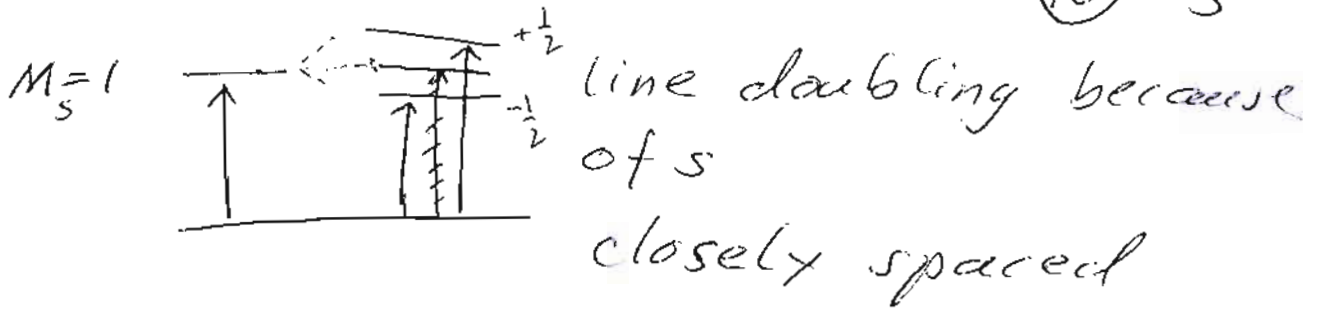 +1/2
M_s=1
line doubling because
-1/2
of s
closely spaced